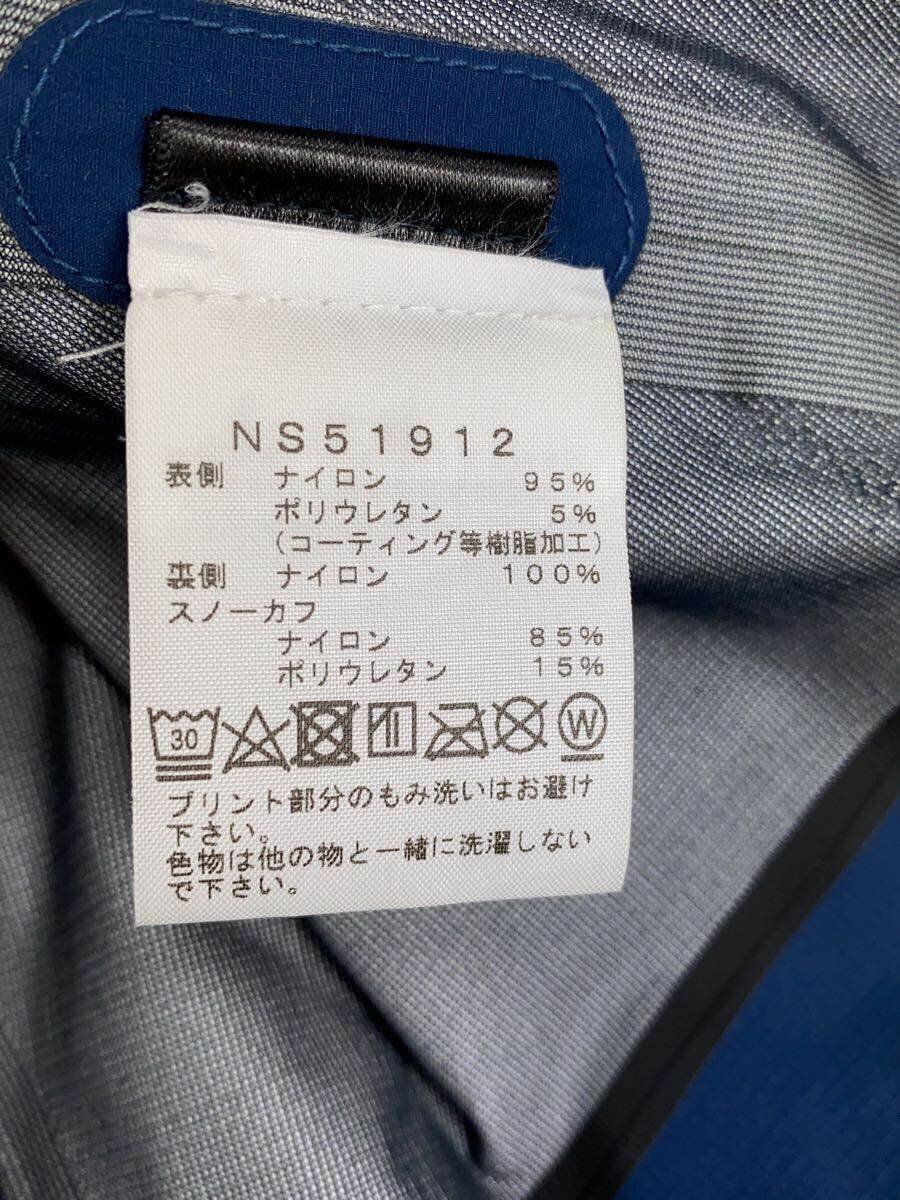 NS51912
表側 ナイロン 95%
ポリウレタン 5%
(コーティング等樹脂加工)
裏側 ナイロン 100%
スノーカフ
ナイロン 85%
ポリウレタン 15%
30 W
プリント部分のもみ洗いはお避け
下さい。
色物は他の物と一緒に洗濯しない
で下さい。